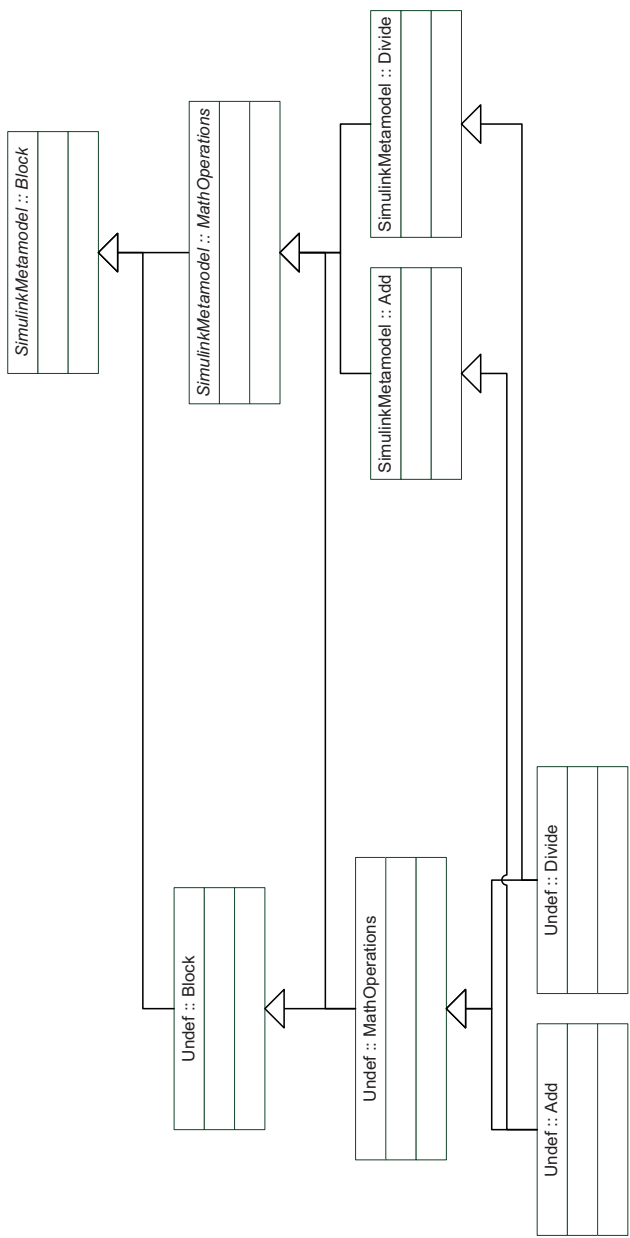 SimulinkMetamodel :: Block
SimulinkMetamodel :: MathOperations
SimulinkMetamodel :: Add
SimulinkMetamodel :: Divide
Undef :: Block
Undef :: MathOperations
Undef :: Add
Undef :: Divide